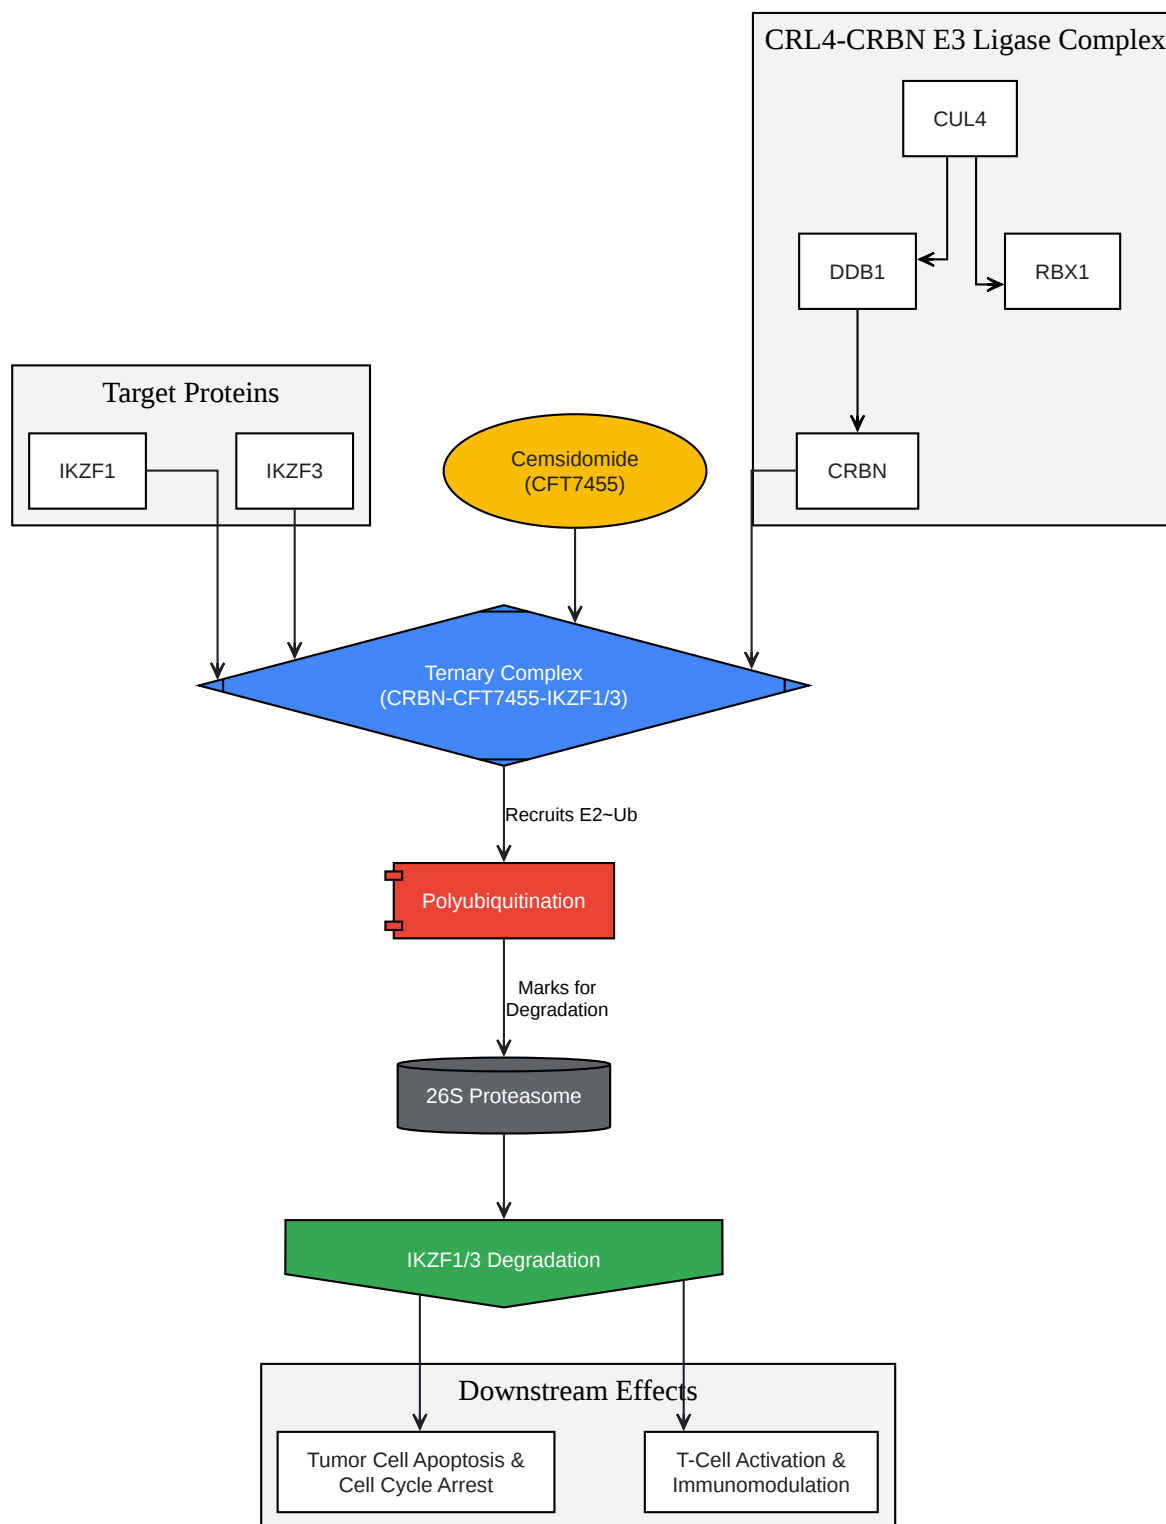 CRL4-CRBN E3 Ligase Complex
CUL4
DDB1
RBX1
Target Proteins
IKZF1
IKZF3
Cemsidomide
(CFT7455)
CRBN
Ternary Complex
(CRBN-CFT7455-IKZF1/3)
Recruits E2~Ub
Polyubiquitination
Marks for
Degradation
26S Proteasome
IKZF1/3 Degradation
Downstream Effects
Tumor Cell Apoptosis &
Cell Cycle Arrest
T-Cell Activation &
Immunomodulation